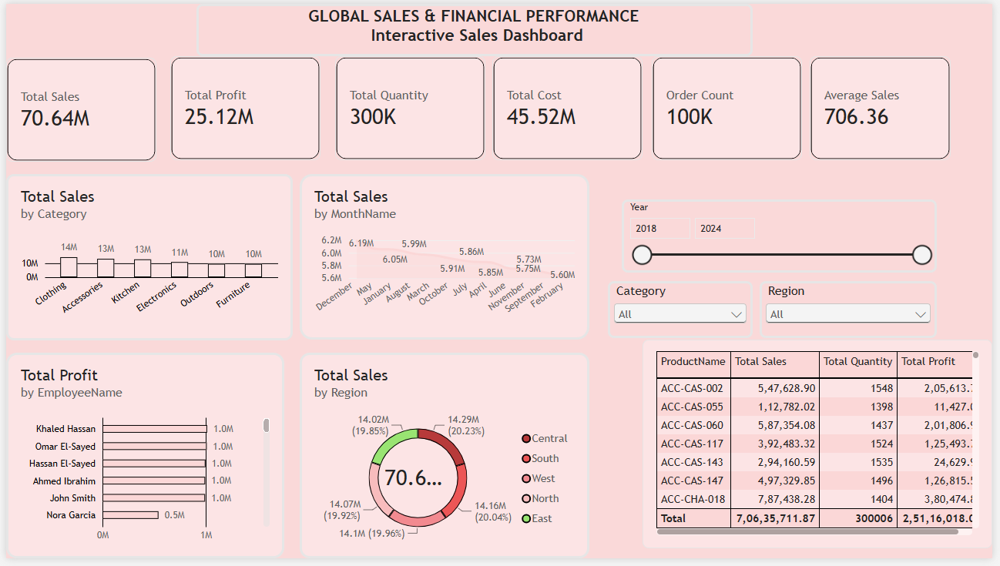 GLOBAL SALES & FINANCIAL PERFORMANCE
Interactive Sales Dashboard
Total Sales
70.64M
Total Profit
25.12M
Total Quantity
300K
Total Cost
45.52M
Order Count
100K
Average Sales
706.36
Total Sales
by Category
14M 13M 13M 11M 10M 10M
10M
0M
Clothing Accessories Kitchen Electronics Outdoors Furniture
Total Sales
by MonthName
6.2M
6.0M
5.8M
5.6M
6.19M 6.05M 5.99M 5.91M 5.86M 5.85M 5.75M 5.73M 5.60M
December May January August March October July April June November September February
Year
2018 2024
Category
All
Region
All
Total Profit
by EmployeeName
Khaled Hassan 1.0M
Omar El-Sayed 1.0M
Hassan El-Sayed 1.0M
Ahmed Ibrahim 1.0M
John Smith 1.0M
Nora Garcia 0.5M
0M 1M
Total Sales
by Region
14.02M
(19.85%)
14.29M
(20.23%)
70.6...
14.07M
(19.92%)
14.16M
(20.04%)
14.1M (19.96%)
Central
South
West
North
East
ProductName Total Sales Total Quantity Total Profit
ACC-CAS-002 5,47,628.90 1548 2,05,613.
ACC-CAS-055 1,12,782.02 1398 11,427.
ACC-CAS-060 5,87,354.08 1437 2,01,806.
ACC-CAS-117 3,92,483.32 1524 1,25,493.
ACC-CAS-143 2,94,160.59 1535 24,629.
ACC-CAS-147 4,97,329.85 1496 1,26,815.
ACC-CHA-018 7,87,438.28 1404 3,80,474.
Total 7,06,35,711.87 300006 2,51,16,018.